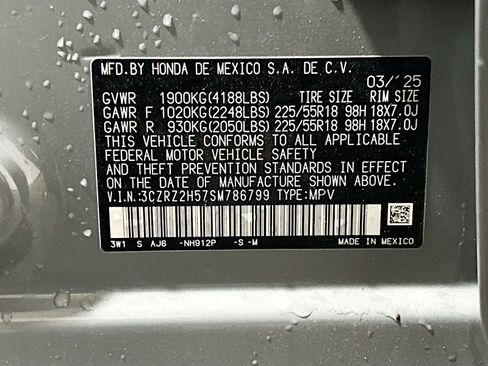 MFD.BY HONDA DE MEXICO S.A. DE C.V.
03/'25
GVWR 1900KG(4188LBS) TIRE SIZE RIM SIZE
GAWR F 1020KG(2248LBS) 225/55R18 98H 18X7.0J
GAWR R 930KG(2050LBS) 225/55R18 98H 18X7.0J
THIS VEHICLE CONFORMS TO ALL APPLICABLE
FEDERAL MOTOR VEHICLE SAFETY
AND THEFT PREVENTION STANDARDS IN EFFECT
ON THE DATE OF MANUFACTURE SHOWN ABOVE.
V.I.N.:3CZRZ2H57SM786799 TYPE:MPV
3W1 S AJ6 -NH912P -S -M
MADE IN MEXICO